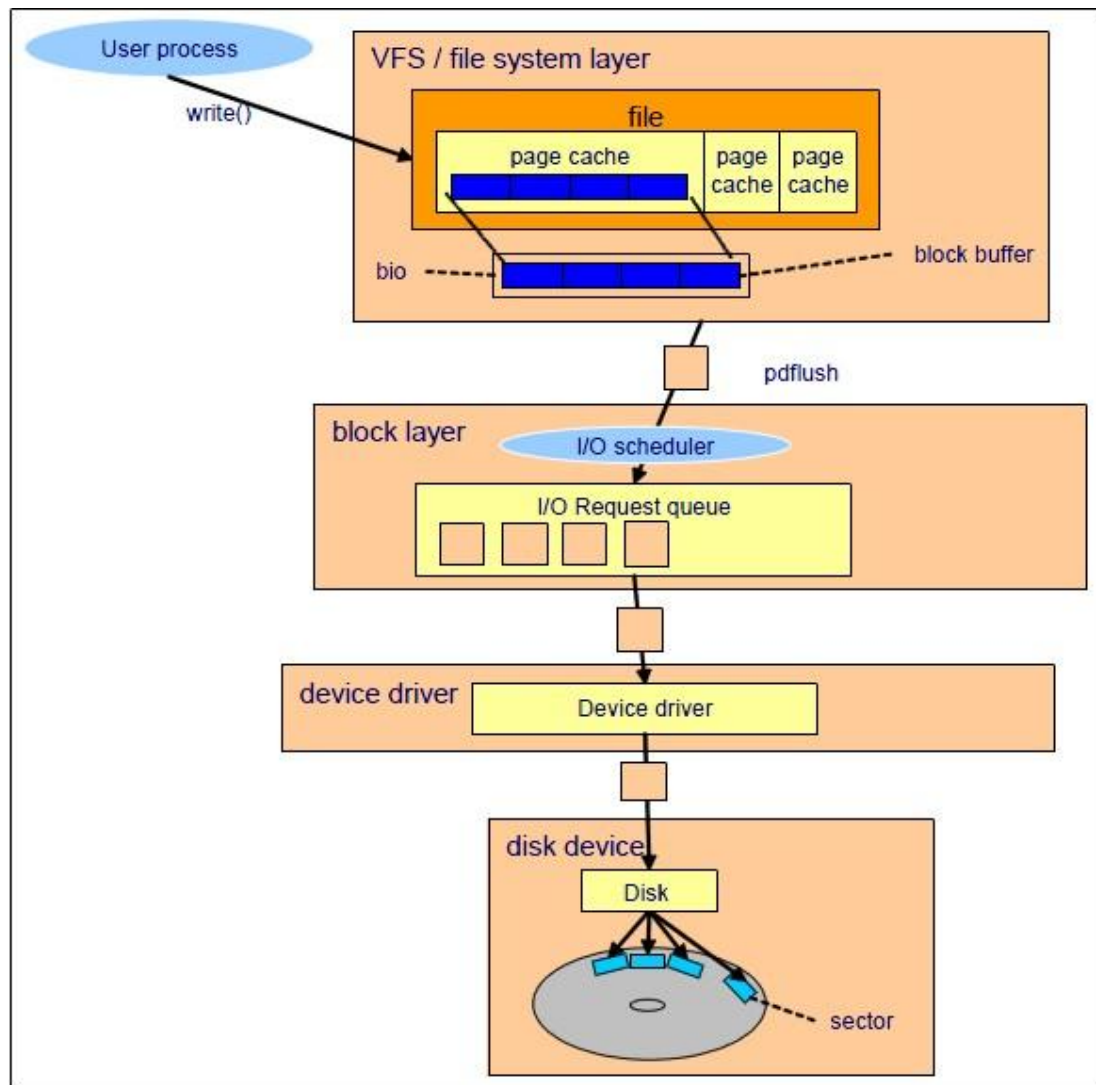 User process
write()
VFS / file system layer
file
page cache
page
cache
page
cache
bio
block buffer
pdflush
block layer
I/O scheduler
I/O Request queue
device driver
Device driver
disk device
Disk
sector